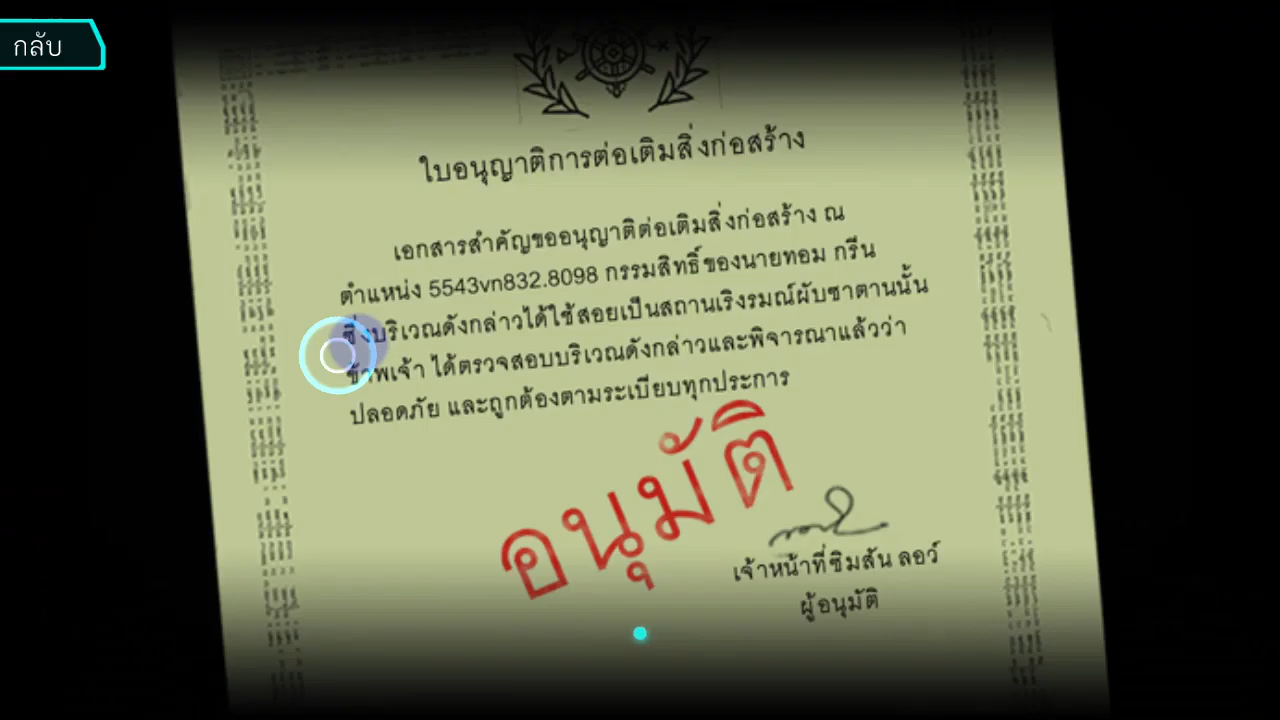 กลับ
ใบอนุญาติการต่อเติมสิ่งก่อสร้าง
เอกสารสำคัญขออนุญาติต่อเติมสิ่งก่อสร้าง ณ
ตำแหน่ง 5543vn832.8098 กรรมสิทธิ์ของนายทอม กรีน
ซึ่งบริเวณดังกล่าวได้ใช้สอยเป็นสถานเริงรมณ์ผับซาตานนั้น
ข้าพเจ้า ได้ตรวจสอบบริเวณดังกล่าวและพิจารณาแล้วว่า
ปลอดภัย และถูกต้องตามระเบียบทุกประการ
อนุมัติ
เจ้าหน้าที่ซิมสัน ลอว์
ผู้อนุมัติ